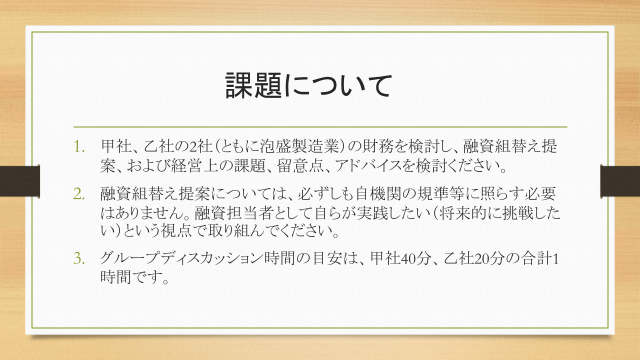 課題について
1. 甲社、乙社の2社（ともに泡盛製造業）の財務を検討し、融資組替え提
案、および経営上の課題、留意点、アドバイスを検討ください。
2. 融資組替え提案については、必ずしも自機関の規準等に照らす必要
はありません。融資担当者として自らが実践したい（将来的に挑戦した
い）という視点で取り組んでください。
3. グループディスカッション時間の目安は、甲社40分、乙社20分の合計1
時間です。